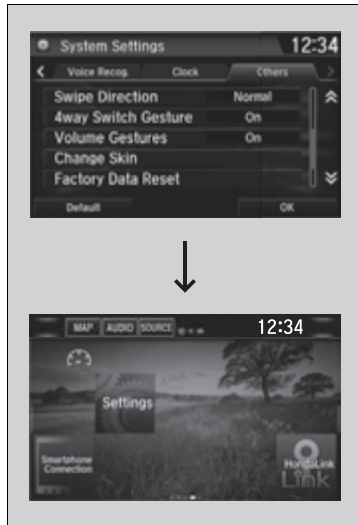 System Settings 12:34
Voice Recog. Clock Others
Swipe Direction Normal
4way Switch Gesture On
Volume Gestures On
Change Skin
Factory Data Reset
Default OK
MAP AUDIO SOURCE 12:34
Settings
Smartphone
Connection
HondaLink
Link